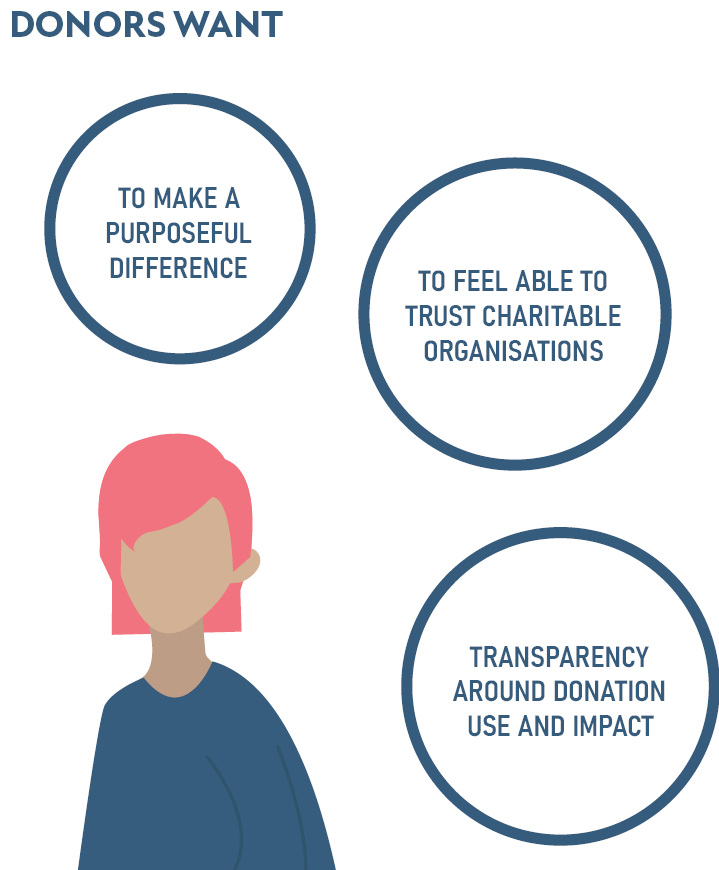 DONORS WANT
TO MAKE A
PURPOSEFUL
DIFFERENCE
TO FEEL ABLE TO
TRUST CHARITABLE
ORGANISATIONS
TRANSPARENCY
AROUND DONATION
USE AND IMPACT